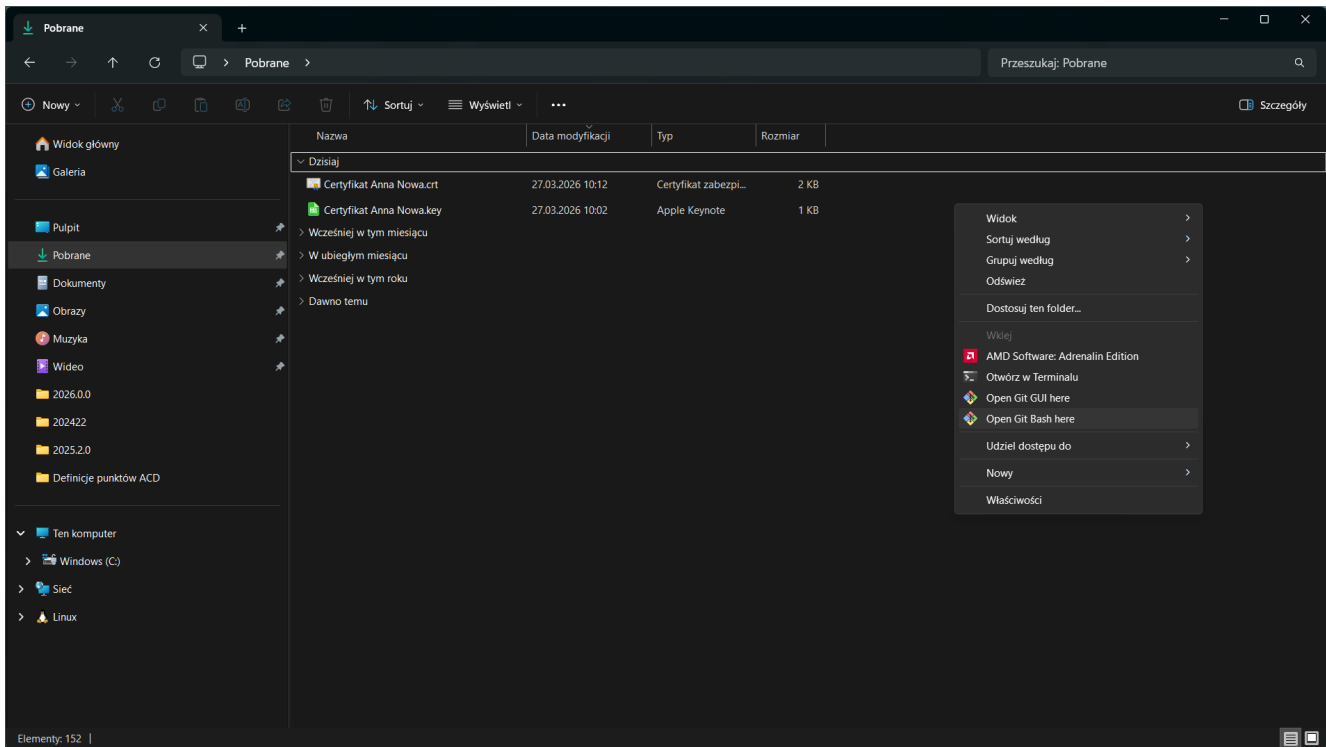 Pobrane
Pobrane
Przeszukaj: Pobrane
Nowy
Sortuj
Wyświetl
Szczegóły
Widok główny
Galeria
Pulpit
Pobrane
Dokumenty
Obrazy
Muzyka
Wideo
2026.0.0
202422
2025.2.0
Definicje punktów ACD
Ten komputer
Windows (C:)
Sieć
Linux
Nazwa Data modyfikacji Typ Rozmiar
Dzisiaj
Certyfikat Anna Nowa.crt 27.03.2026 10:12 Certyfikat zabezpi... 2 KB
Certyfikat Anna Nowa.key 27.03.2026 10:02 Apple Keynote 1 KB
Wcześniej w tym miesiącu
W ubiegłym miesiącu
Wcześniej w tym roku
Dawno temu
Widok
Sortuj według
Grupuj według
Odśwież
Dostosuj ten folder...
Wklej
AMD Software: Adrenalin Edition
Otwórz w Terminalu
Open Git GUI here
Open Git Bash here
Udziel dostępu do
Nowy
Właściwości
Elementy: 152